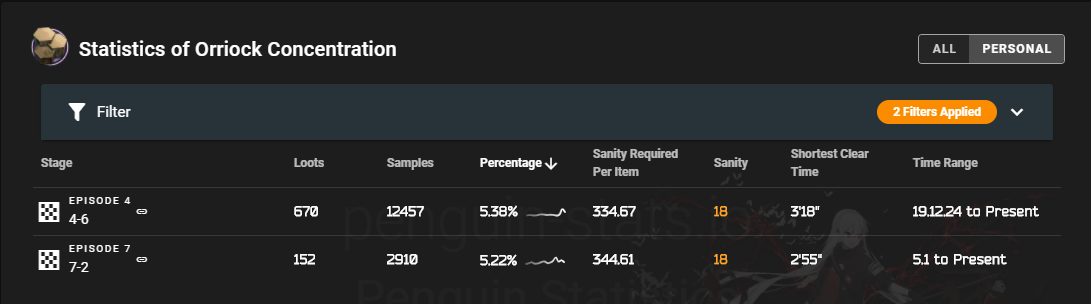 Statistics of Orriock Concentration
ALL PERSONAL
Filter 2 Filters Applied
Stage Loots Samples Percentage Sanity Required Per Item Sanity Shortest Clear Time Time Range
EPISODE 4
4-6 670 12457 5.38% 334.67 18 3'18" 19.12.24 to Present
EPISODE 7
7-2 152 2910 5.22% 344.61 18 2'55" 5.1 to Present
penguin-stats.io
Penguin Statistics